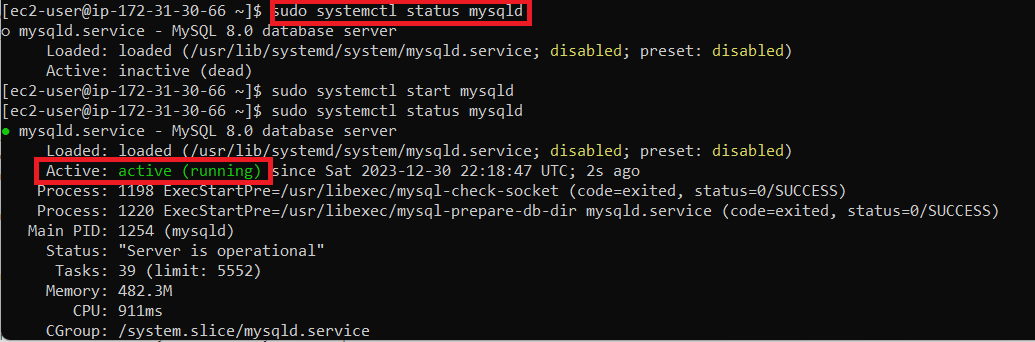 [ec2-user@ip-172-31-30-66 ~]$ sudo systemctl status mysqld
○ mysqld.service - MySQL 8.0 database server
     Loaded: loaded (/usr/lib/systemd/system/mysqld.service; disabled; preset: disabled)
     Active: inactive (dead)
[ec2-user@ip-172-31-30-66 ~]$ sudo systemctl start mysqld
[ec2-user@ip-172-31-30-66 ~]$ sudo systemctl status mysqld
● mysqld.service - MySQL 8.0 database server
     Loaded: loaded (/usr/lib/systemd/system/mysqld.service; disabled; preset: disabled)
     Active: active (running) since Sat 2023-12-30 22:18:47 UTC; 2s ago
    Process: 1198 ExecStartPre=/usr/libexec/mysql-check-socket (code=exited, status=0/SUCCESS)
    Process: 1220 ExecStartPre=/usr/libexec/mysql-prepare-db-dir mysqld.service (code=exited, status=0/SUCCESS)
   Main PID: 1254 (mysqld)
     Status: "Server is operational"
      Tasks: 39 (limit: 5552)
     Memory: 482.3M
        CPU: 911ms
     CGroup: /system.slice/mysqld.service